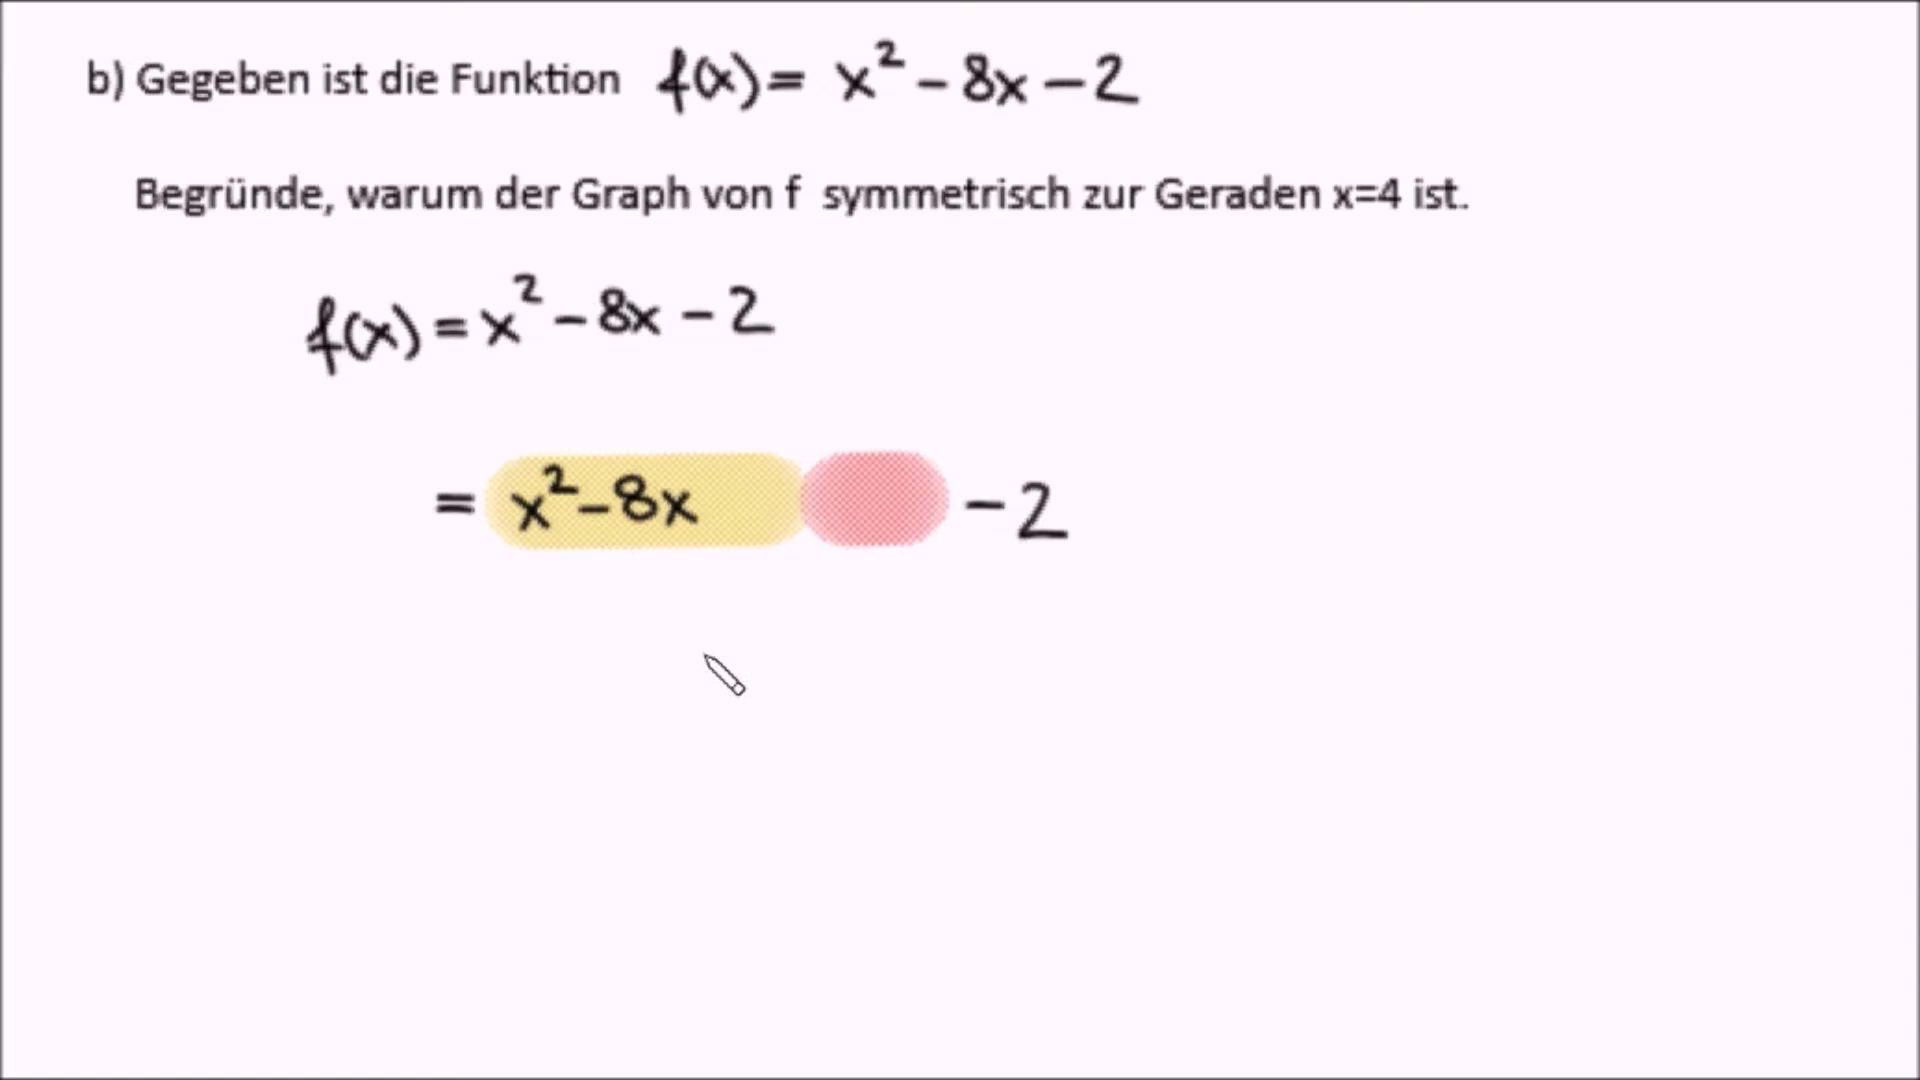 b) Gegeben ist die Funktion f(x) = x² - 8x - 2
Begründe, warum der Graph von f symmetrisch zur Geraden x=4 ist.
f(x) = x² - 8x - 2
= x² - 8x - 2